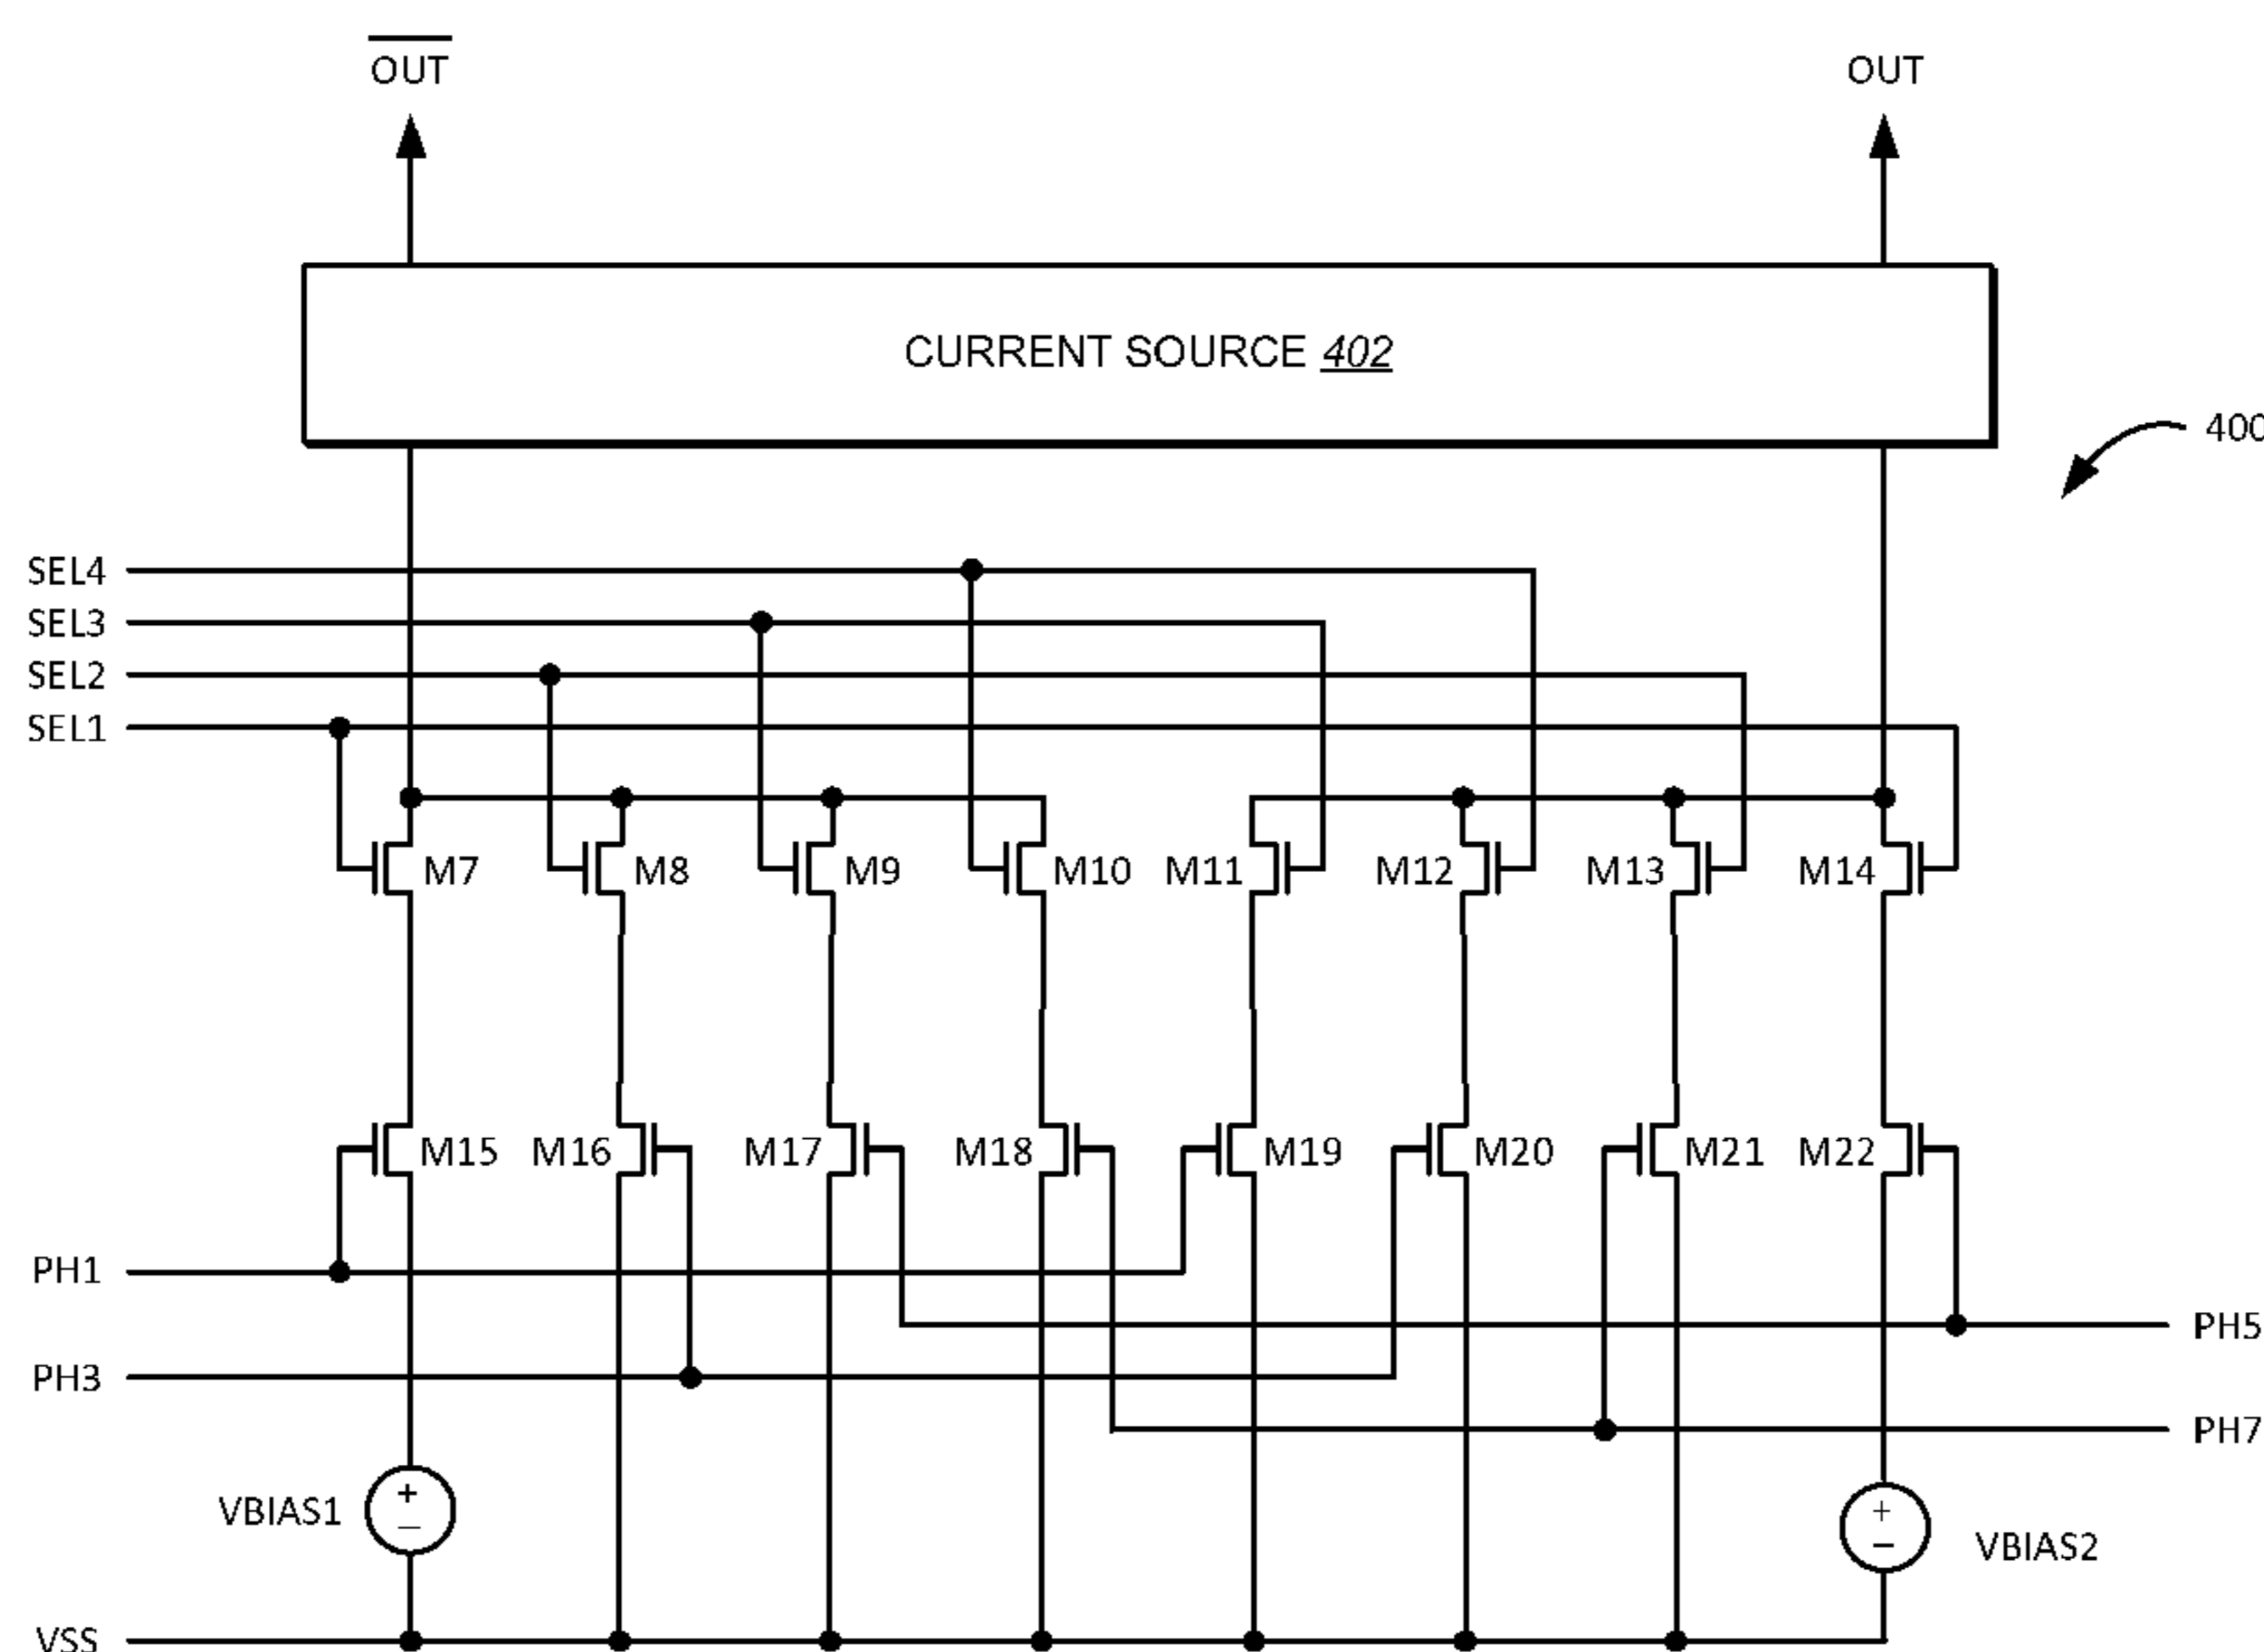 OUT OUT
CURRENT SOURCE 402
400
SEL4
SEL3
SEL2
SEL1
M7 M8 M9 M10 M11 M12 M13 M14
M15 M16 M17 M18 M19 M20 M21 M22
PH1
PH5
PH3
PH7
+ +
VBIAS1 – – VBIAS2
VSS